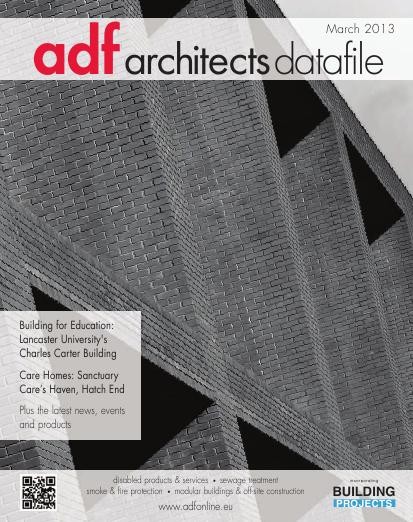 March 2013
adf architects datafile
Building for Education:
Lancaster University's
Charles Carter Building
Care Homes: Sanctuary
Care's Haven, Hatch End
Plus the latest news, events
and products
disabled products & services • sewage treatment
smoke & fire protection • modular buildings & off-site construction
www.adfonline.eu
incorporating
BUILDING
PROJECTS